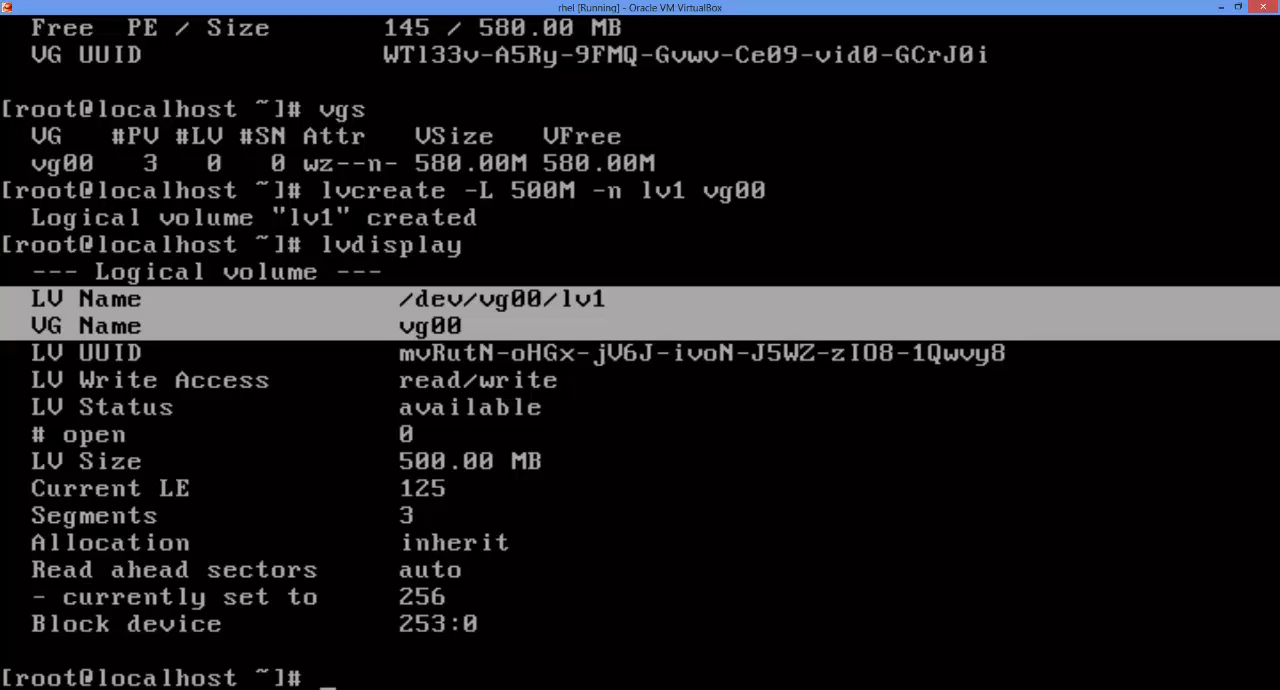 rhel [Running] - Oracle VM VirtualBox
Free  PE / Size       145 / 580.00 MB
VG UUID               WTl33v-A5Ry-9FMQ-Gvwv-Ce09-vid0-GCrJ0i
[root@localhost ~]# vgs
VG   #PV #LV #SN Attr   VSize   VFree
vg00   3   0   0 wz--n- 580.00M 580.00M
[root@localhost ~]# lvcreate -L 500M -n lv1 vg00
Logical volume "lv1" created
[root@localhost ~]# lvdisplay
--- Logical volume ---
LV Name                /dev/vg00/lv1
VG Name                vg00
LV UUID                mvRutN-oHGx-jV6J-ivoN-J5WZ-zIO8-1Qwvy8
LV Write Access        read/write
LV Status              available
# open                 0
LV Size                500.00 MB
Current LE             125
Segments               3
Allocation             inherit
Read ahead sectors     auto
- currently set to     256
Block device           253:0
[root@localhost ~]# _